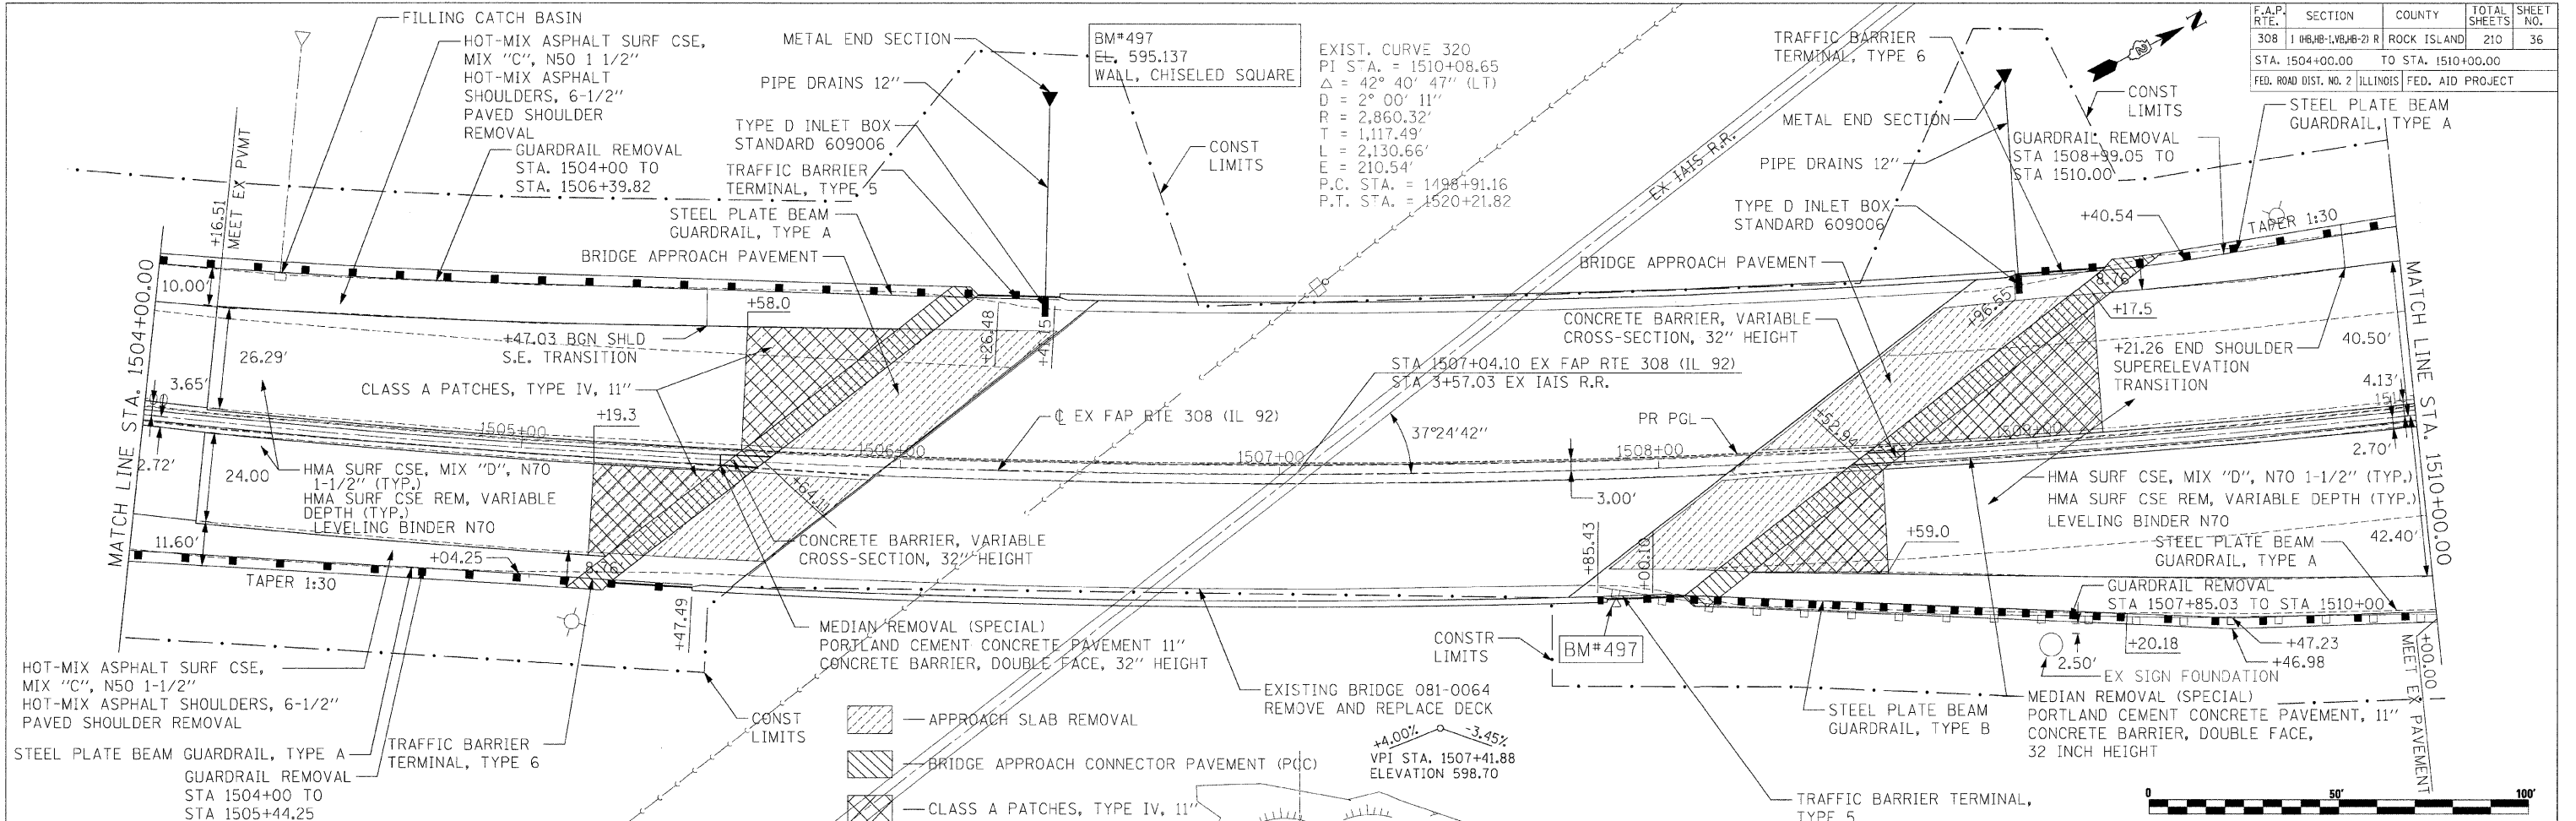 FILLING CATCH BASIN
HOT-MIX ASPHALT SURF CSE,
MIX "C", N50 1 1/2"
HOT-MIX ASPHALT
SHOULDERS, 6-1/2"
PAVED SHOULDER
REMOVAL
GUARDRAIL REMOVAL
STA. 1504+00 TO
STA. 1506+39.82
METAL END SECTION
PIPE DRAINS 12"
TYPE D INLET BOX
STANDARD 609006
TRAFFIC BARRIER
TERMINAL, TYPE 5
STEEL PLATE BEAM
GUARDRAIL, TYPE A
BRIDGE APPROACH PAVEMENT
BM#497
EL. 595.137
WALL, CHISELED SQUARE
CONST
LIMITS
EXIST. CURVE 320
PI STA. = 1510+08.65
Δ = 42° 40' 47" (LT)
D = 2° 00' 11"
R = 2,860.32'
T = 1,117.49'
L = 2,130.66'
E = 210.54'
P.C. STA. = 1498+91.16
P.T. STA. = 1520+21.82
EX IAIS R.R.
TRAFFIC BARRIER
TERMINAL, TYPE 6
METAL END SECTION
PIPE DRAINS 12"
TYPE D INLET BOX
STANDARD 609006
BRIDGE APPROACH PAVEMENT
CONCRETE BARRIER, VARIABLE
CROSS-SECTION, 32" HEIGHT
N
F.A.P. RTE. SECTION COUNTY TOTAL SHEETS SHEET NO.
308 1 (HB,HB-1,VB,HB-2) R ROCK ISLAND 210 36
STA. 1504+00.00 TO STA. 1510+00.00
FED. ROAD DIST. NO. 2 ILLINOIS FED. AID PROJECT
CONST
LIMITS
STEEL PLATE BEAM
GUARDRAIL, TYPE A
GUARDRAIL REMOVAL
STA 1508+99.05 TO
STA 1510.00
+40.54
TAPER 1:30
+16.51
MEET EX PVMT
MATCH LINE STA. 1504+00.00
10.00'
26.29'
3.65'
2.72'
24.00
11.60'
+47.03 BGN SHLD
S.E. TRANSITION
+58.0
CLASS A PATCHES, TYPE IV, 11"
+19.3
+26.48
1505+00
1506+00
1507+00
1508+00
STA 1507+04.10 EX FAP RTE 308 (IL 92)
STA 3+57.03 EX IAIS R.R.
℄ EX FAP RTE 308 (IL 92)
37°24'42"
PR PGL
3.00'
+96.55
8.76
+17.5
+21.26 END SHOULDER
SUPERELEVATION
TRANSITION
40.50'
4.13'
2.70'
42.40'
MATCH LINE STA. 1510+00.00
HMA SURF CSE, MIX "D", N70
1-1/2" (TYP.)
HMA SURF CSE REM, VARIABLE
DEPTH (TYP.)
LEVELING BINDER N70
+04.25
TAPER 1:30
8.76'
+47.49
CONCRETE BARRIER, VARIABLE
CROSS-SECTION, 32" HEIGHT
MEDIAN REMOVAL (SPECIAL)
PORTLAND CEMENT CONCRETE PAVEMENT 11"
CONCRETE BARRIER, DOUBLE FACE, 32" HEIGHT
+85.43
+00.10
+59.0
HMA SURF CSE, MIX "D", N70 1-1/2" (TYP.)
HMA SURF CSE REM, VARIABLE DEPTH (TYP.)
LEVELING BINDER N70
STEEL PLATE BEAM
GUARDRAIL, TYPE A
GUARDRAIL REMOVAL
STA 1507+85.03 TO STA 1510+00
CONSTR
LIMITS
BM#497
+20.18
+47.23
+46.98
2.50'
EX SIGN FOUNDATION
+00.00
MEET EX PAVEMENT
HOT-MIX ASPHALT SURF CSE,
MIX "C", N50 1-1/2"
HOT-MIX ASPHALT SHOULDERS, 6-1/2"
PAVED SHOULDER REMOVAL
STEEL PLATE BEAM GUARDRAIL, TYPE A
GUARDRAIL REMOVAL
STA 1504+00 TO
STA 1505+44.25
TRAFFIC BARRIER
TERMINAL, TYPE 6
CONST
LIMITS
APPROACH SLAB REMOVAL
BRIDGE APPROACH CONNECTOR PAVEMENT (PCC)
CLASS A PATCHES, TYPE IV, 11"
EXISTING BRIDGE 081-0064
REMOVE AND REPLACE DECK
+4.00% -3.45%
VPI STA. 1507+41.88
ELEVATION 598.70
STEEL PLATE BEAM
GUARDRAIL, TYPE B
TRAFFIC BARRIER TERMINAL,
TYPE 5
MEDIAN REMOVAL (SPECIAL)
PORTLAND CEMENT CONCRETE PAVEMENT, 11"
CONCRETE BARRIER, DOUBLE FACE,
32 INCH HEIGHT
0 50' 100'